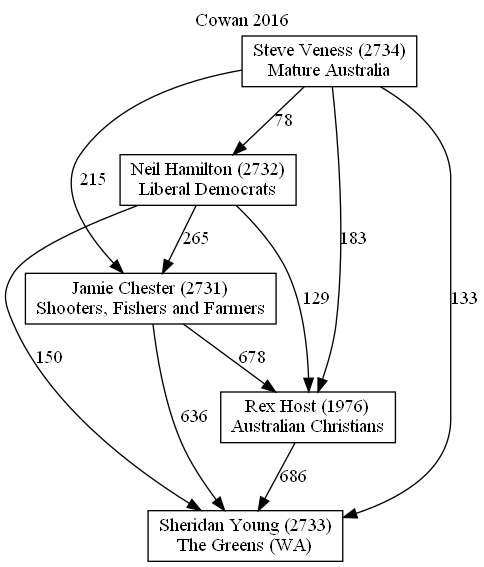 Cowan 2016
Steve Veness (2734)
Mature Australia
78
Neil Hamilton (2732)
Liberal Democrats
215
265
183
Jamie Chester (2731)
Shooters, Fishers and Farmers
129
133
150
678
636
Rex Host (1976)
Australian Christians
686
Sheridan Young (2733)
The Greens (WA)